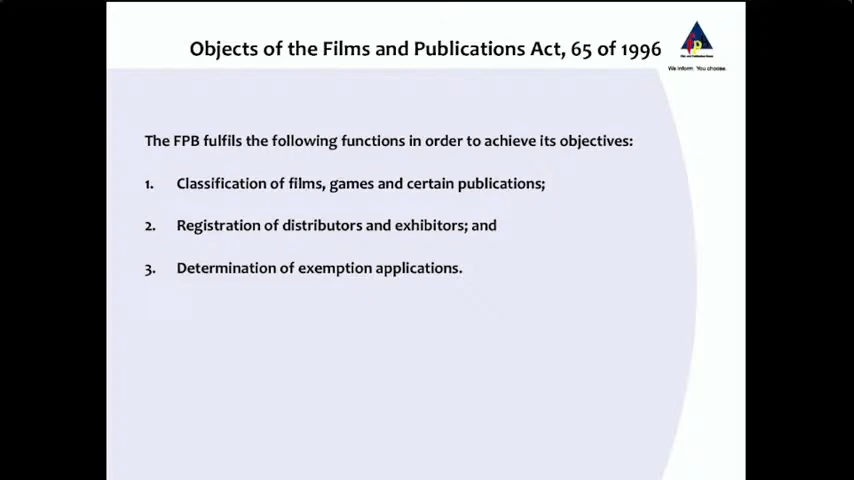 Objects of the Films and Publications Act, 65 of 1996
We inform. You choose.
The FPB fulfils the following functions in order to achieve its objectives:
1. Classification of films, games and certain publications;
2. Registration of distributors and exhibitors; and
3. Determination of exemption applications.